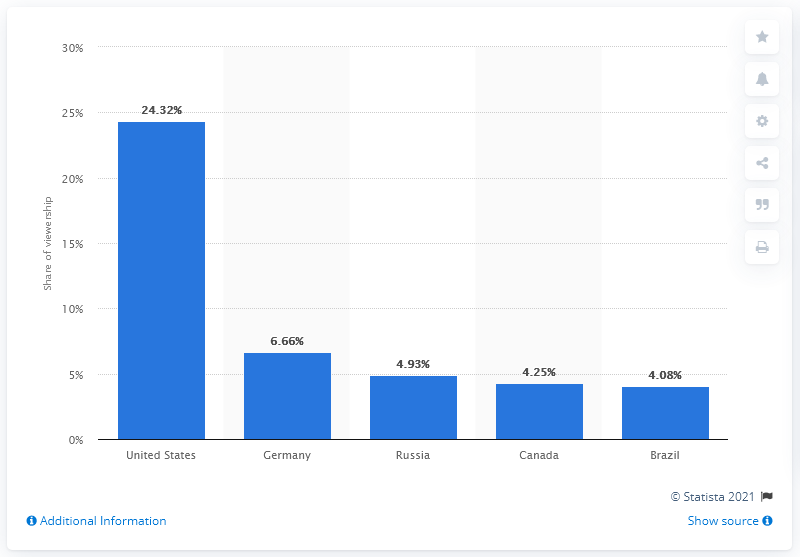 30%
25%
20%
15%
10%
5%
0%
Share of viewership
24.32%
6.66%
4.93%
4.25%
4.08%
United States
Germany
Russia
Canada
Brazil
© Statista 2021
Additional Information
Show source